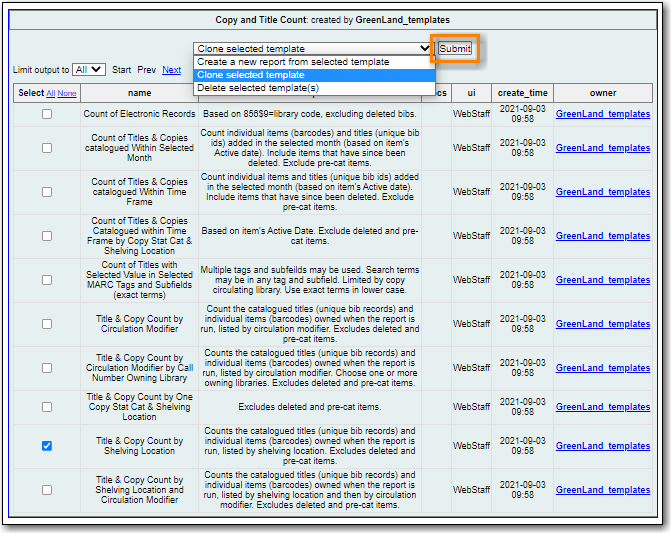 Copy and Title Count: created by GreenLand_templates
Clone selected template
Submit
Create a new report from selected template
Clone selected template
Delete selected template(s)
Limit output to All Start Prev Next
Select All None name cs ui create_time owner
Count of Electronic Records Based on 856$9=library code, excluding deleted bibs. WebStaff 2021-09-03 09:58 GreenLand_templates
Count of Titles & Copies
catalogued Within Selected
Month
Count individual items (barcodes) and titles (unique bib
ids) added in the selected month (based on item's
Active date). Include items that have since been
deleted. Exclude pre-cat items.
WebStaff 2021-09-03 09:58 GreenLand_templates
Count of Titles & Copies
catalogued Within Time
Frame
Count individual items and titles (unique bib ids) added
in the selected month (based on item's Active date).
Include items that have since been deleted. Exclude
pre-cat items.
WebStaff 2021-09-03 09:58 GreenLand_templates
Count of Titles & Copies
Catalogued within Time
Frame by Copy Stat Cat &
Shelving Location
Based on item's Active Date. Exclude deleted and pre-
cat items.
WebStaff 2021-09-03 09:58 GreenLand_templates
Count of Titles with
Selected Value in Selected
MARC Tags and Subfields
(exact terms)
Multiple tags and subfeilds may be used. Search terms
may be in any tag and subfield. Limited by copy
circulating library. Use exact terms in lower case.
WebStaff 2021-09-03 09:58 GreenLand_templates
Title & Copy Count by
Circulation Modifier
Count the catalogued titles (unique bib records) and
individual items (barcodes) owned when the report is
run, listed by circulation modifier. Excludes deleted and
pre-cat items.
WebStaff 2021-09-03 09:58 GreenLand_templates
Title & Copy Count by
Circulation Modifier by Call
Number Owning Library
Counts the catalogued titles (unique bib records) and
individual items (barcodes) owned when the report is
run, listed by circulation modifier. Choose one or more
owning libraries. Excludes deleted and pre-cat items.
WebStaff 2021-09-03 09:58 GreenLand_templates
Title & Copy Count by One
Copy Stat Cat & Shelving
Location
Excludes deleted and pre-cat items.
WebStaff 2021-09-03 09:58 GreenLand_templates
Title & Copy Count by
Shelving Location
Counts the catalogued titles (unique bib records) and
individual items (barcodes) owned when the report is
run, listed by shelving location. Excludes deleted and
pre-cat items.
WebStaff 2021-09-03 09:58 GreenLand_templates
Title & Copy Count by
Shelving Location and
Circulation Modifier
Counts the catalogued titles (unique bib records) and
individual items (barcodes) owned when the report is
run, listed by shelving location and then by circulation
modifier. Excludes deleted and pre-cat items.
WebStaff 2021-09-03 09:58 GreenLand_templates